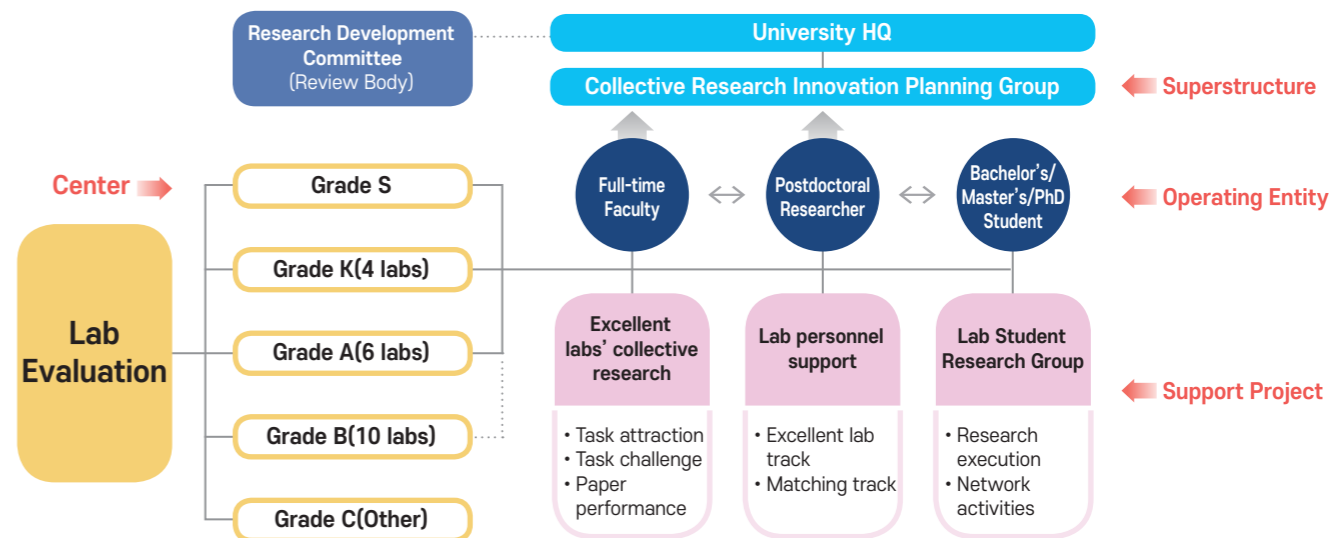 Research Development
Committee
(Review Body)
University HQ
Collective Research Innovation Planning Group
Superstructure
Center
Grade S
Full-time
Faculty
Postdoctoral
Researcher
Bachelor's/
Master's/PhD
Student
Operating Entity
Lab
Evaluation
Grade K(4 labs)
Grade A(6 labs)
Grade B(10 labs)
Grade C(Other)
Excellent
labs' collective
research
• Task attraction
• Task challenge
• Paper
performance
Lab personnel
support
• Excellent lab
track
• Matching track
Lab Student
Research Group
• Research
execution
• Network
activities
Support Project